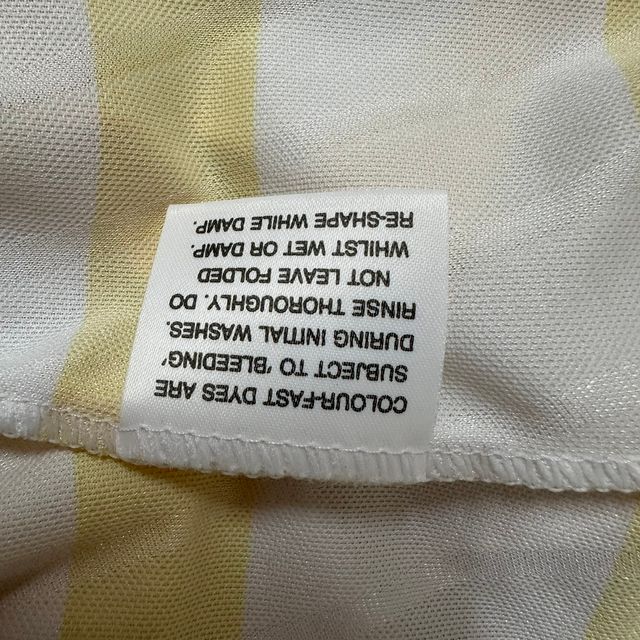 COLOUR-FAST DYES ARE
SUBJECT TO 'BLEEDING'
DURING INITIAL WASHES.
RINSE THOROUGHLY. DO
NOT LEAVE FOLDED
WHILST WET OR DAMP.
RE-SHAPE WHILE DAMP.